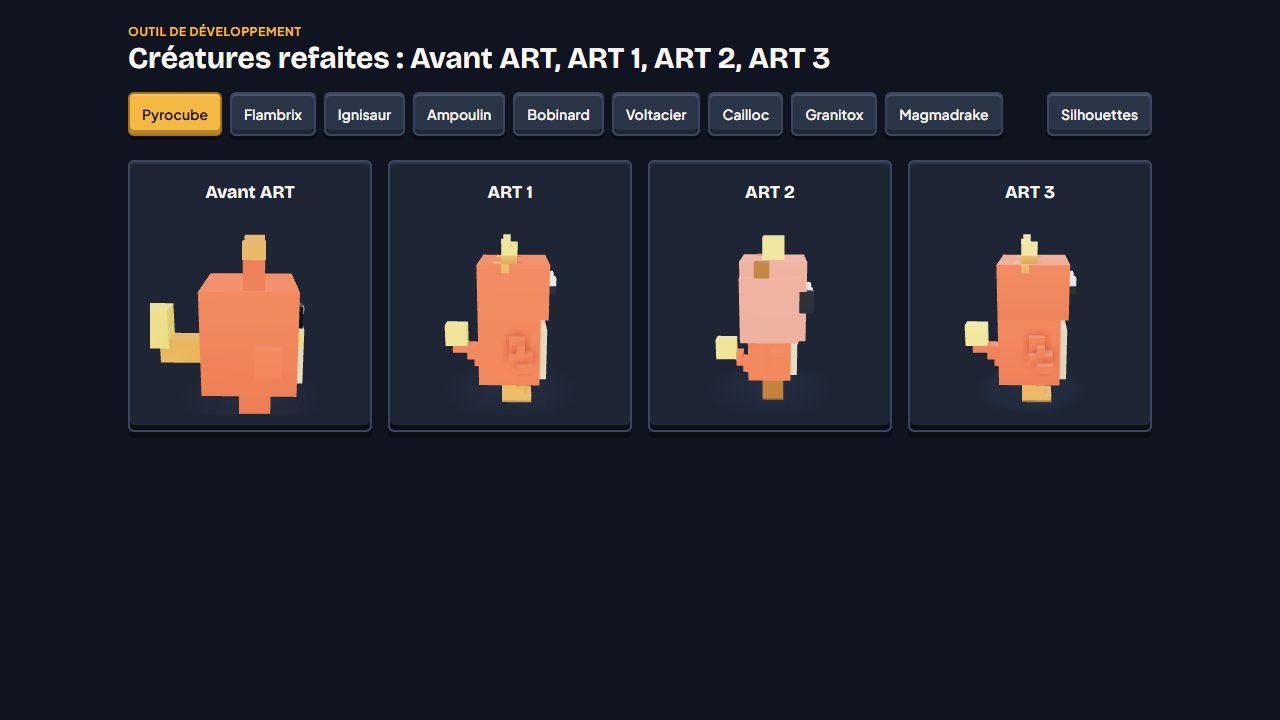 OUTIL DE DÉVELOPPEMENT
Créatures refaites : Avant ART, ART 1, ART 2, ART 3
Pyrocube Flambrix Ignisaur Ampoulin Bobinard Voltacier Cailloc Granitox Magmadrake Silhouettes
Avant ART ART 1 ART 2 ART 3